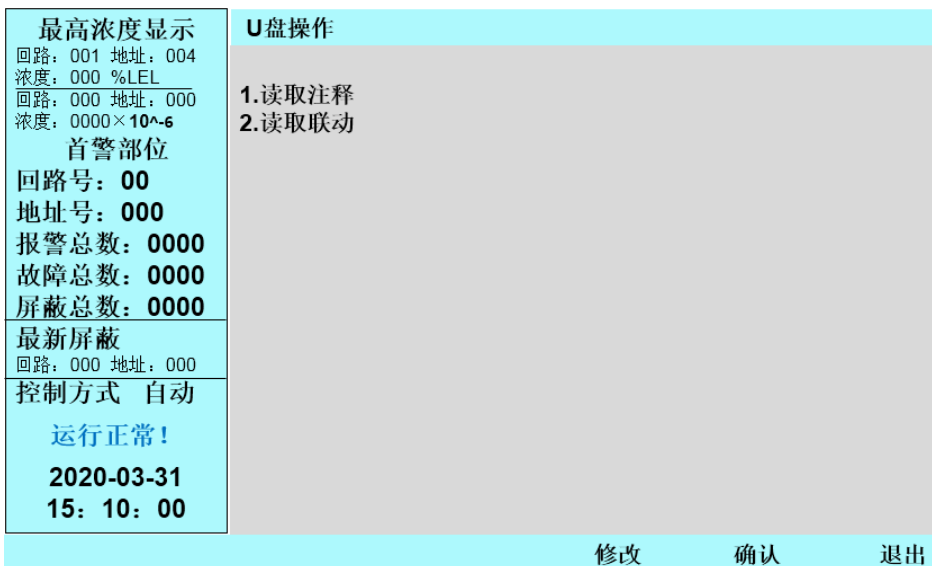 最高浓度显示
回路：001 地址：004
浓度：000 %LEL
回路：000 地址：000
浓度：0000×10^-6
首警部位
回路号：00
地址号：000
报警总数：0000
故障总数：0000
屏蔽总数：0000
最新屏蔽
回路：000 地址：000
控制方式 自动
运行正常！
2020-03-31
15：10：00
U盘操作
1.读取注释
2.读取联动
修改 确认 退出